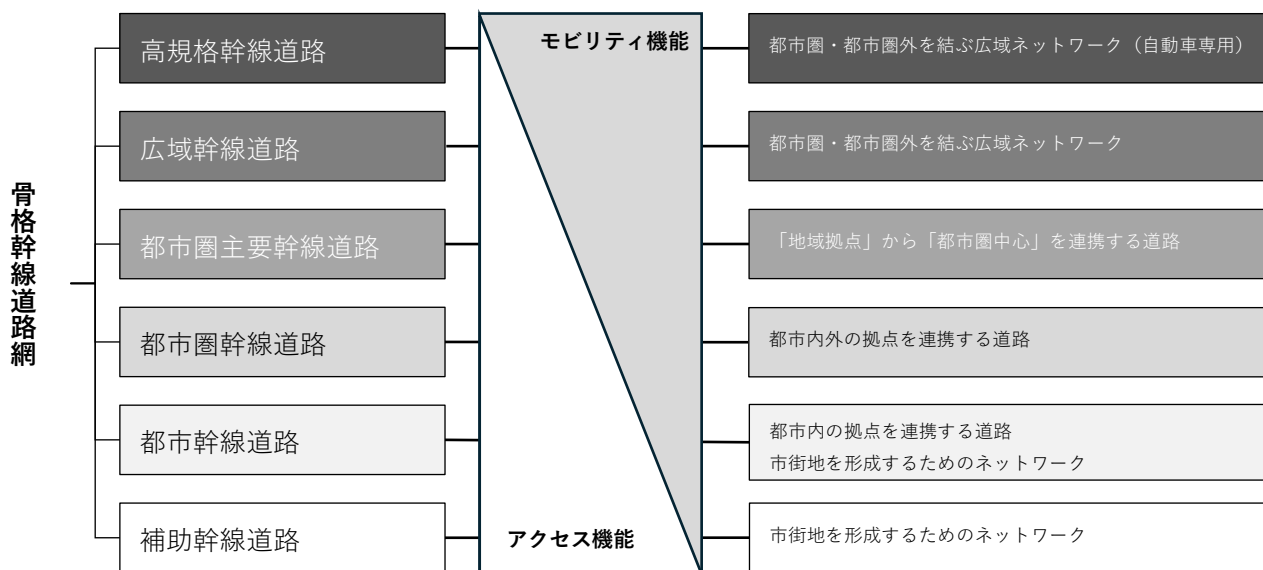 骨格幹線道路網
高規格幹線道路
モビリティ機能
都市圏・都市圏外を結ぶ広域ネットワーク（自動車専用）
広域幹線道路
都市圏・都市圏外を結ぶ広域ネットワーク
都市圏主要幹線道路
「地域拠点」から「都市圏中心」を連携する道路
都市圏幹線道路
都市内外の拠点を連携する道路
都市幹線道路
都市内の拠点を連携する道路
市街地を形成するためのネットワーク
補助幹線道路
アクセス機能
市街地を形成するためのネットワーク